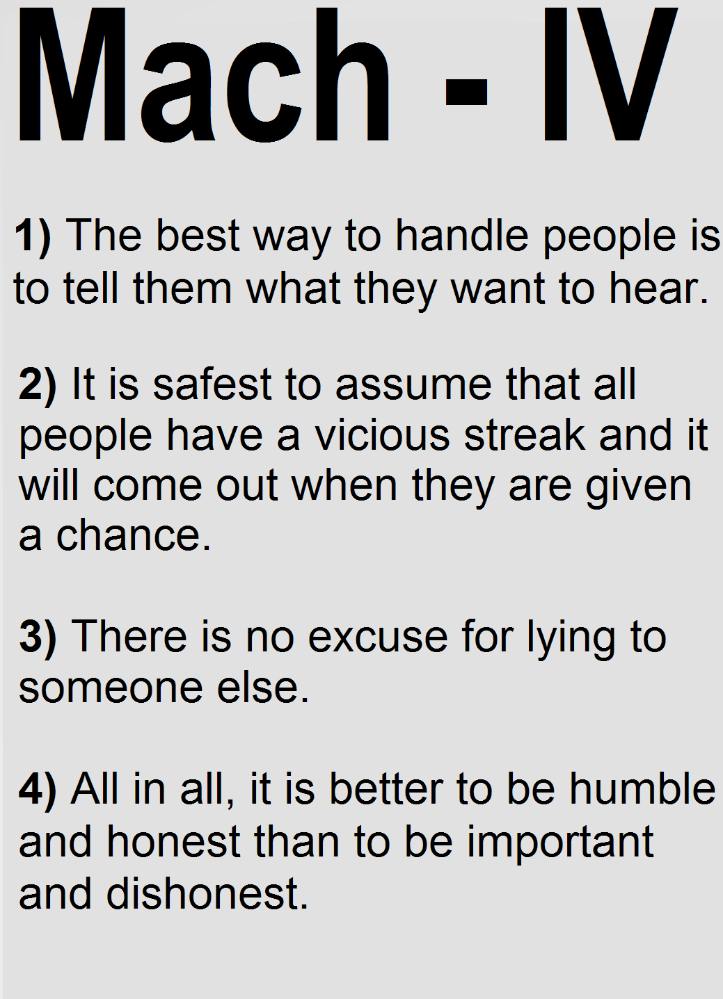 Mach - IV
1) The best way to handle people is
to tell them what they want to hear.
2) It is safest to assume that all
people have a vicious streak and it
will come out when they are given
a chance.
3) There is no excuse for lying to
someone else.
4) All in all, it is better to be humble
and honest than to be important
and dishonest.